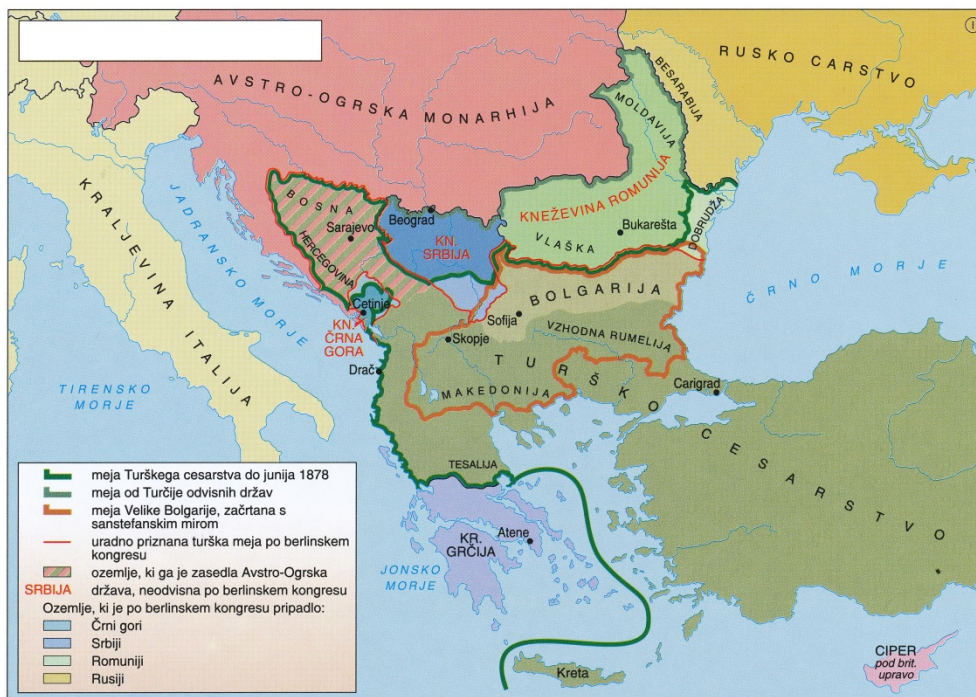 RUSKO CARSTVO
AVSTRO-OGRSKA MONARHIJA
BESARABIJA
MOLDAVIJA
KNEŽEVINA ROMUNIJA
BOSNA
Sarajevo
HERCEGOVINA
Beograd
KN.
SRBIJA
Bukarešta
VLAŠKA
DOBRUDŽA
KRALJEVINA ITALIJA
JADRANSKO MORJE
Cetinje
KN.
ČRNA
GORA
BOLGARIJA
Sofija
ČRNO MORJE
VZHODNA RUMELIJA
Skopje
TURŠKO CESARSTVO
Drač
MAKEDONIJA
Carigrad
TIRENSKO
MORJE
TESALIJA
KR.
GRČIJA
Atene
JONSKO
MORJE
Kreta
CIPER
pod brit.
upravo
meja Turškega cesarstva do junija 1878
meja od Turčije odvisnih držav
meja Velike Bolgarije, začrtana s
sanstefanskim mirom
uradno priznana turška meja po berlinskem
kongresu
ozemlje, ki ga je zasedla Avstro-Ogrska
SRBIJA država, neodvisna po berlinskem kongresu
Ozemlje, ki je po berlinskem kongresu pripadlo:
Črni gori
Srbiji
Romuniji
Rusiji